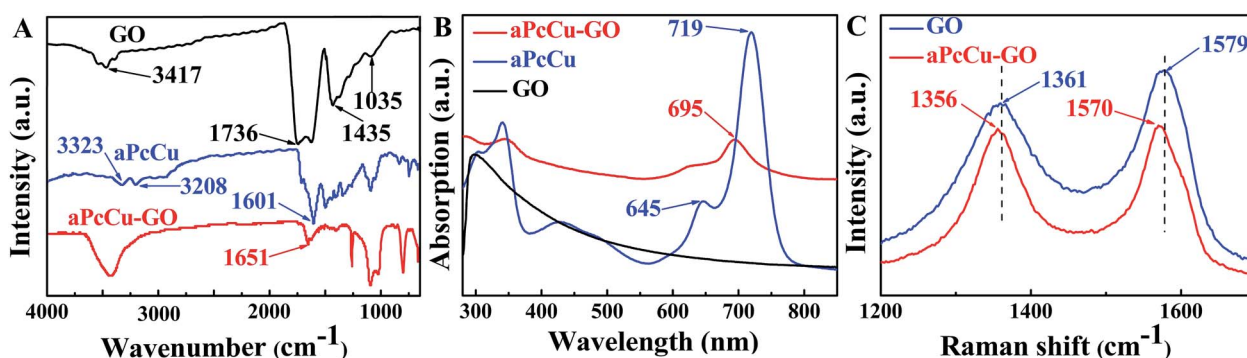 A
GO
3417
1035
1736
1435
3323
aPcCu
3208
1601
aPcCu-GO
1651
Intensity (a.u.)
4000 3000 2000 1000
Wavenumber (cm⁻¹)
B
aPcCu-GO
aPcCu
GO
719
695
645
Absorption (a.u.)
300 400 500 600 700 800
Wavelength (nm)
C
GO
aPcCu-GO
1579
1361
1356
1570
Intensity (a.u.)
1200 1400 1600
Raman shift (cm⁻¹)